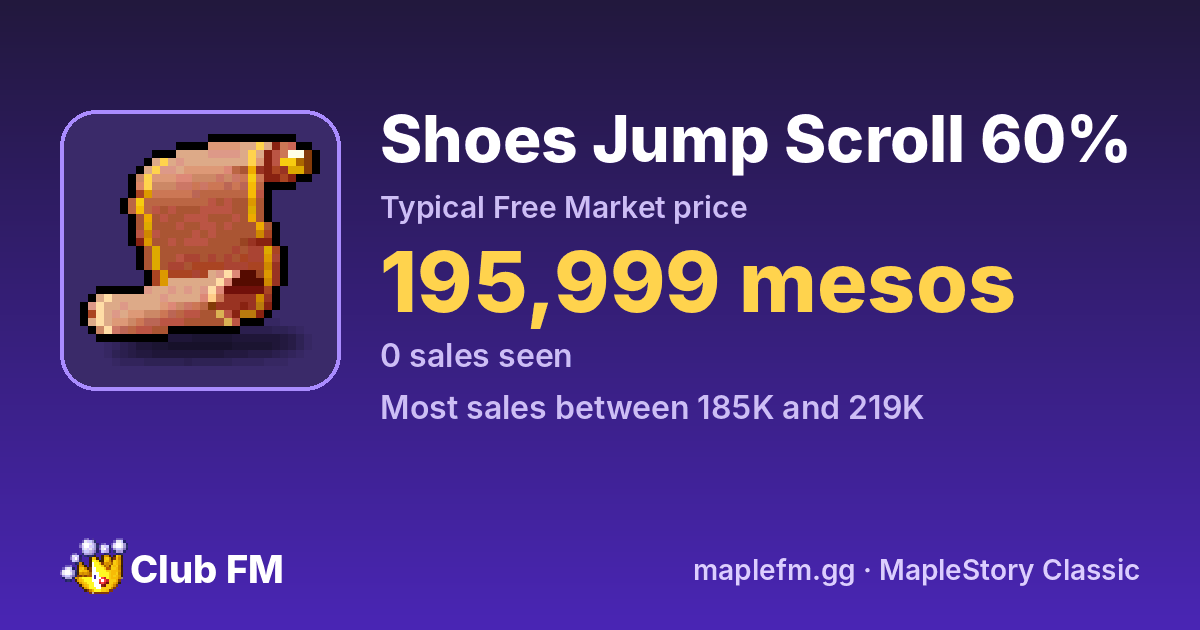 Shoes Jump Scroll 60%
Typical Free Market price
195,999 mesos
0 sales seen
Most sales between 185K and 219K
Club FM
maplefm.gg · MapleStory Classic